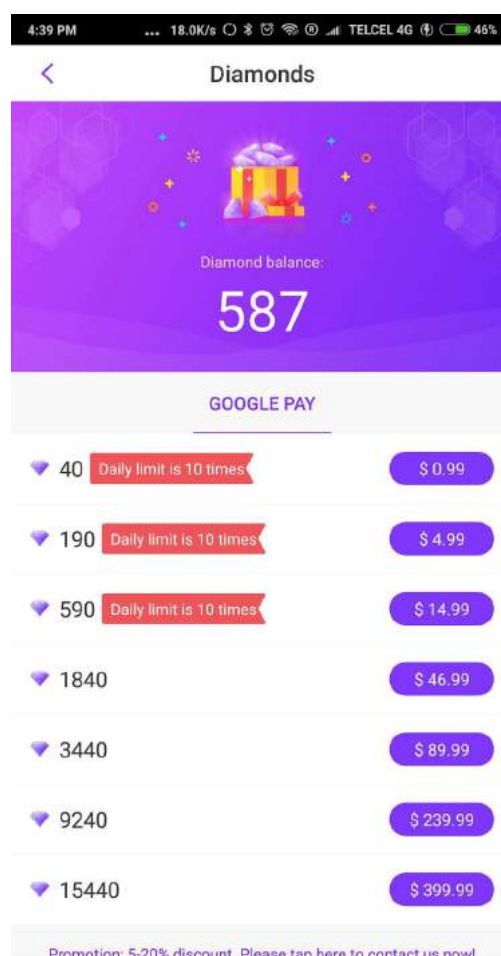 4:39 PM ... 18.0K/s ® TELCEL 4G 46%
Diamonds
Diamond balance:
587
GOOGLE PAY
40 Daily limit is 10 times $ 0.99
190 Daily limit is 10 times $ 4.99
590 Daily limit is 10 times $ 14.99
1840 $ 46.99
3440 $ 89.99
9240 $ 239.99
15440 $ 399.99
Promotion: 5-20% discount. Please tap here to contact us now!